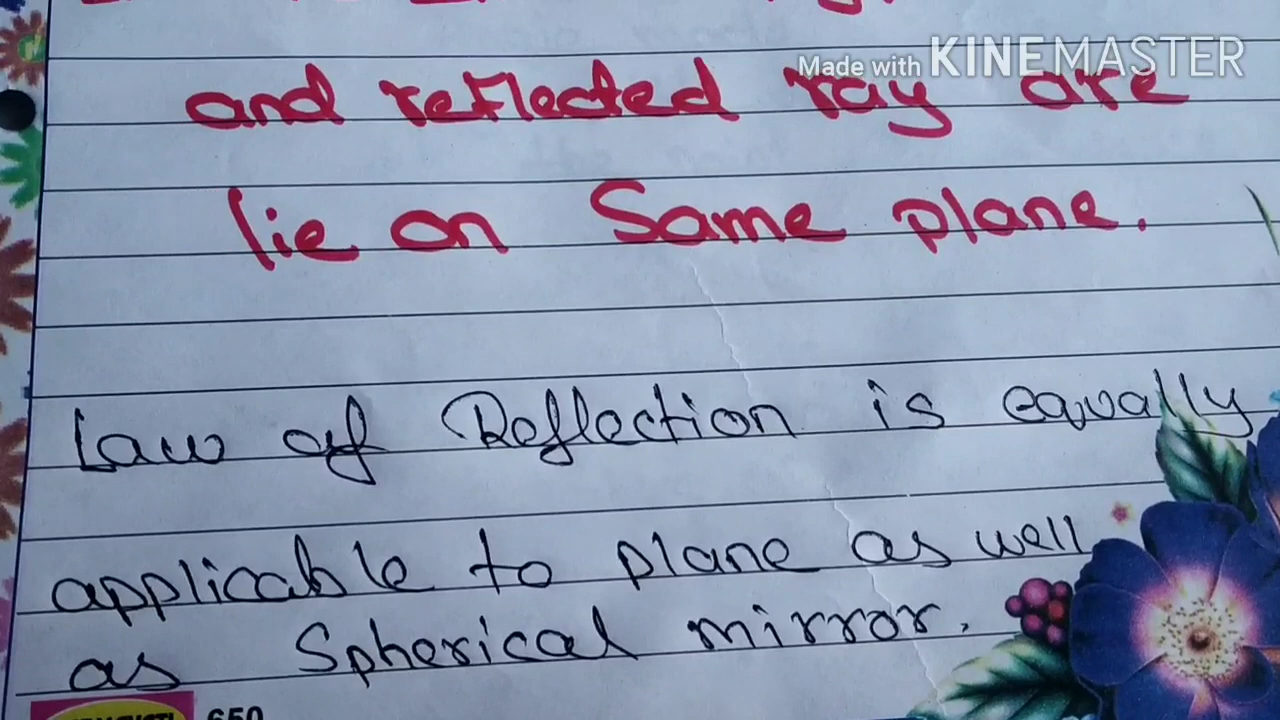 Made with KINEMASTER
and reflected ray are
lie on Same plane.
Law of Reflection is equally
applicable to plane as well
as Spherical mirror.
650